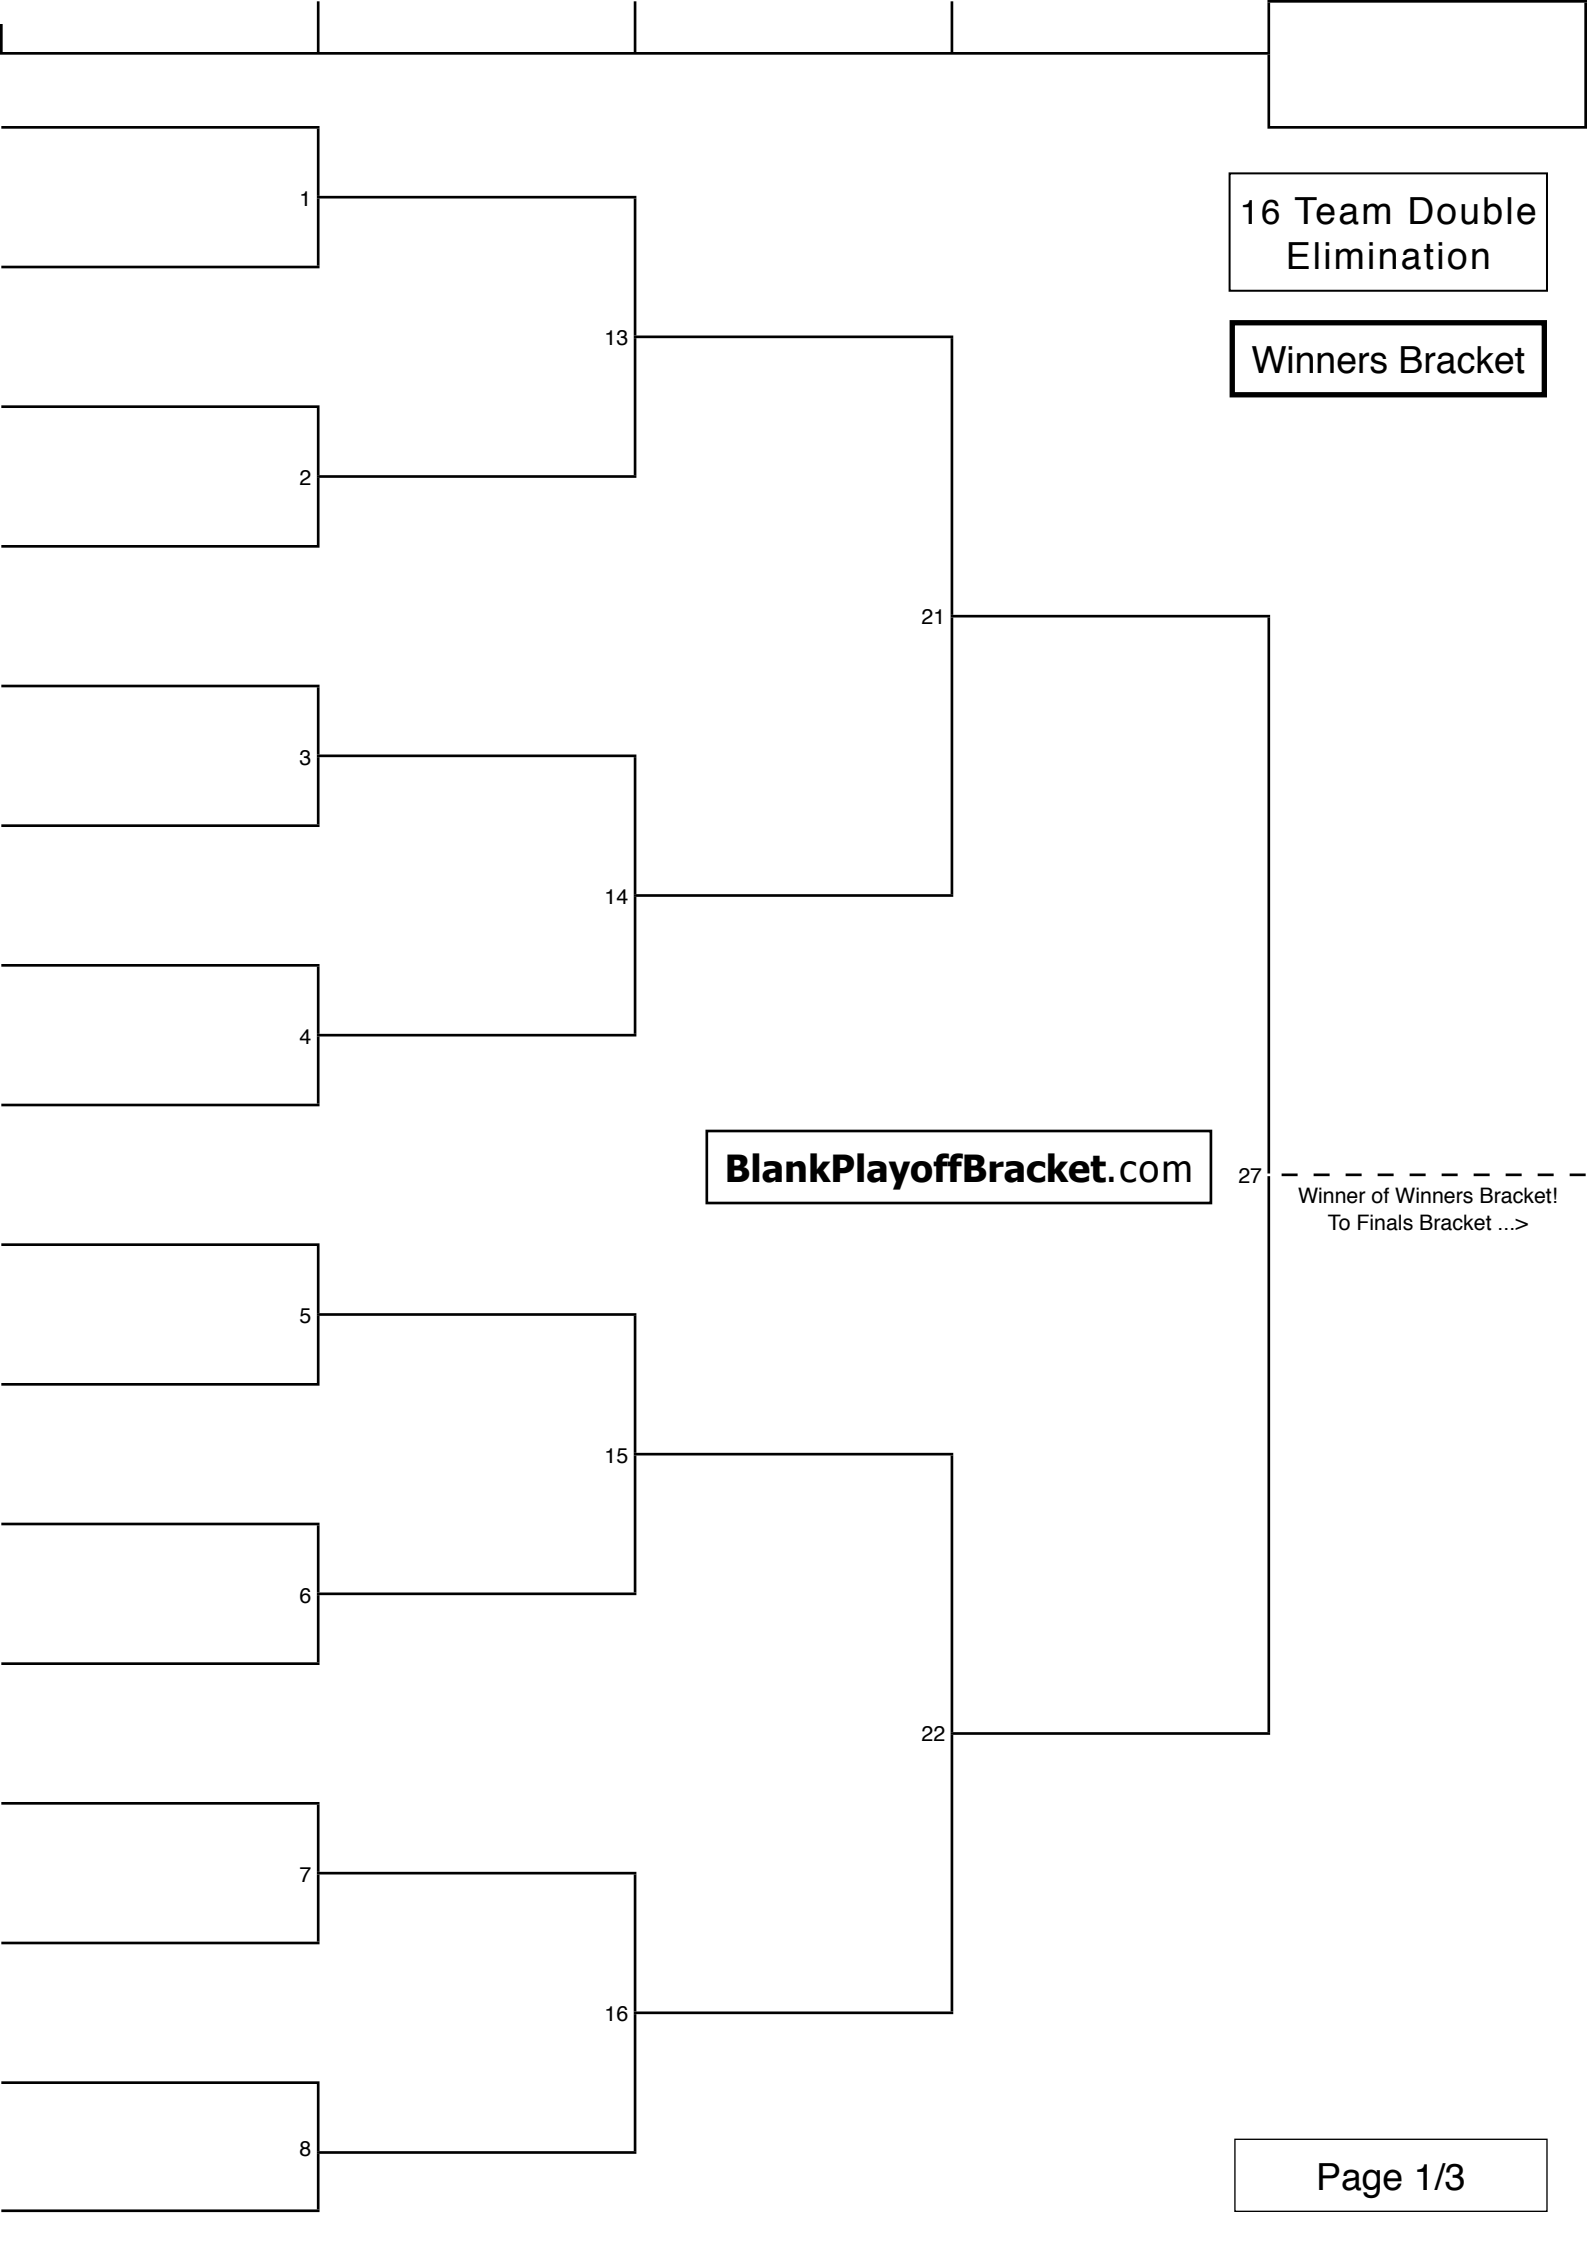 1
16 Team Double
Elimination
13
Winners Bracket
2
21
3
14
4
BlankPlayoffBracket.com
27
Winner of Winners Bracket!
To Finals Bracket ...>
5
15
6
22
7
16
8
Page 1/3